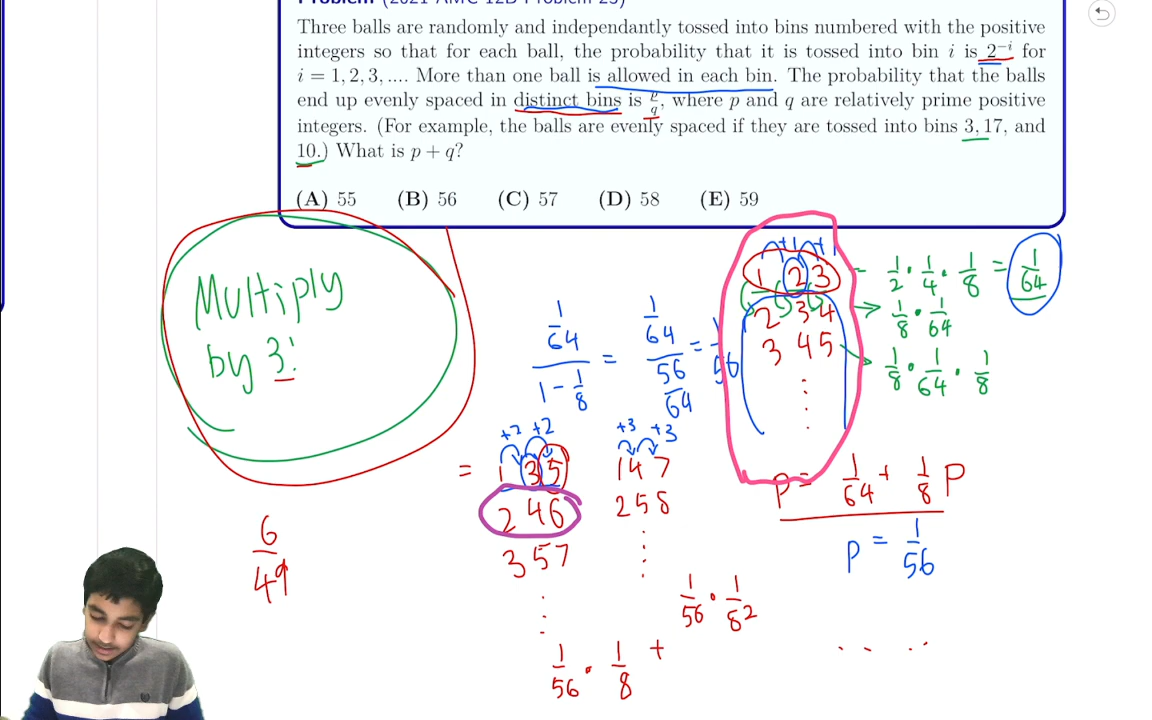 Problem (2021 AMC 12B Problem 23)
Three balls are randomly and independantly tossed into bins numbered with the positive
integers so that for each ball, the probability that it is tossed into bin i is 2^{-i} for
i = 1, 2, 3, .... More than one ball is allowed in each bin. The probability that the balls
end up evenly spaced in distinct bins is p/q, where p and q are relatively prime positive
integers. (For example, the balls are evenly spaced if they are tossed into bins 3, 17, and
10.) What is p + q?
(A) 55 (B) 56 (C) 57 (D) 58 (E) 59
Multiply
by 3!
6/49
(1/64)/(1 - 1/8) = (1/64)/(56/64) = 1/56
+1 +1
1 2 3 - 1/2 · 1/4 · 1/8 = 1/64
2 3 4 → 1/8 · 1/64
3 4 5 → 1/8 · 1/64 · 1/8
⋮
p = 1/64 + 1/8 p
p = 1/56
+2 +2
= 1 3 5
2 4 6
3 5 7
⋮
1/56 · 1/8 +
+3 +3
1 4 7
2 5 8
⋮
1/56 · 1/8^2
.. ..